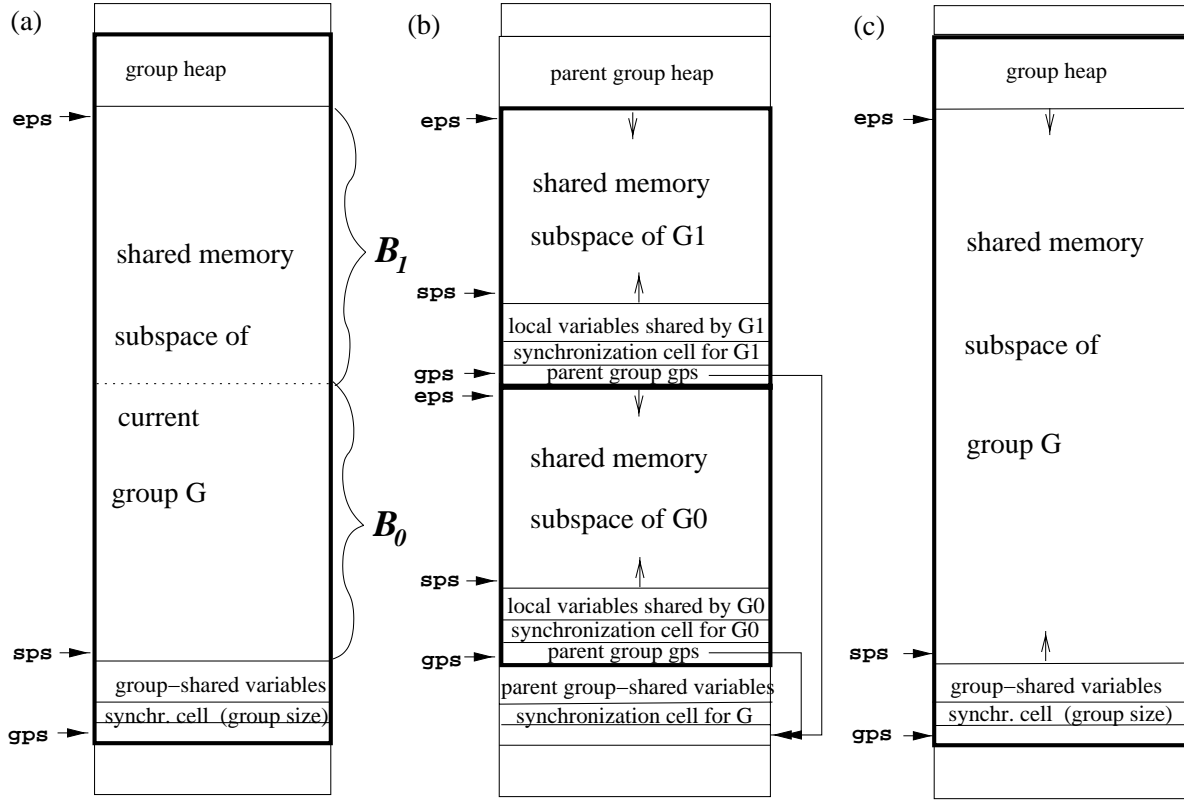 (a)
group heap
eps
shared memory
subspace of
B1
current
group G
B0
sps
group−shared variables
synchr. cell (group size)
gps
(b)
parent group heap
eps
shared memory
subspace of G1
sps
local variables shared by G1
synchronization cell for G1
gps
parent group gps
eps
shared memory
subspace of G0
sps
local variables shared by G0
synchronization cell for G0
gps
parent group gps
parent group−shared variables
synchronization cell for G
(c)
group heap
eps
shared memory
subspace of
group G
sps
group−shared variables
synchr. cell (group size)
gps